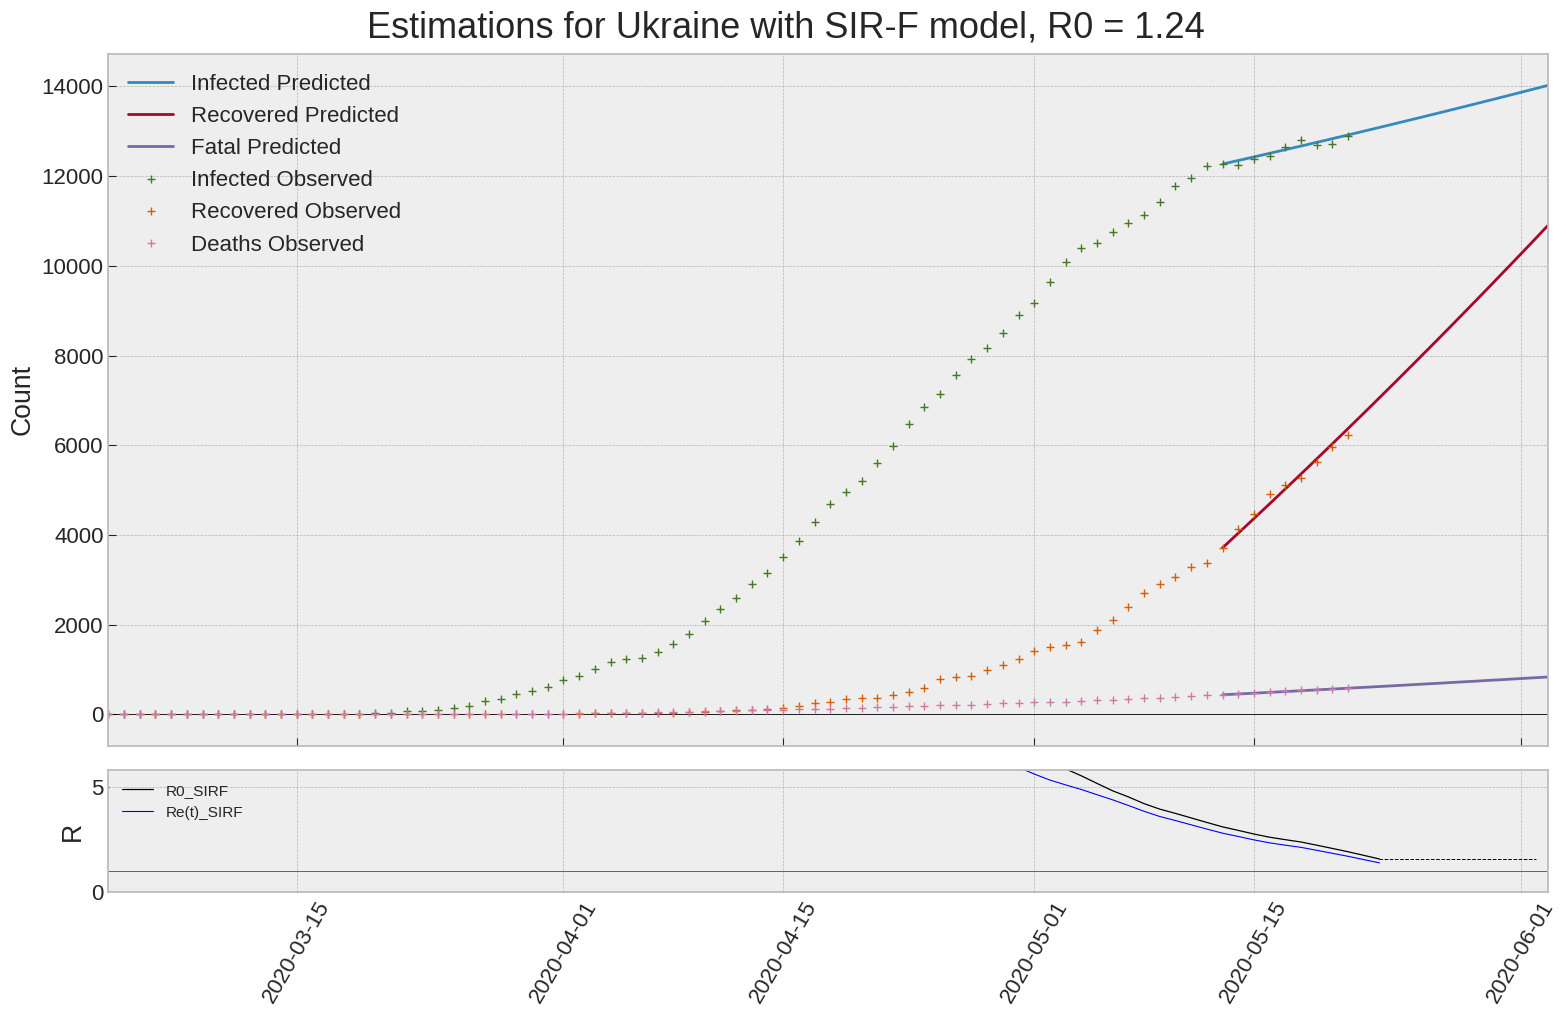 Estimations for Ukraine with SIR-F model, R0 = 1.24
Count
14000
12000
10000
8000
6000
4000
2000
0
Infected Predicted
Recovered Predicted
Fatal Predicted
Infected Observed
Recovered Observed
Deaths Observed
R
5
0
R0_SIRF
Re(t)_SIRF
2020-03-15
2020-04-01
2020-04-15
2020-05-01
2020-05-15
2020-06-01